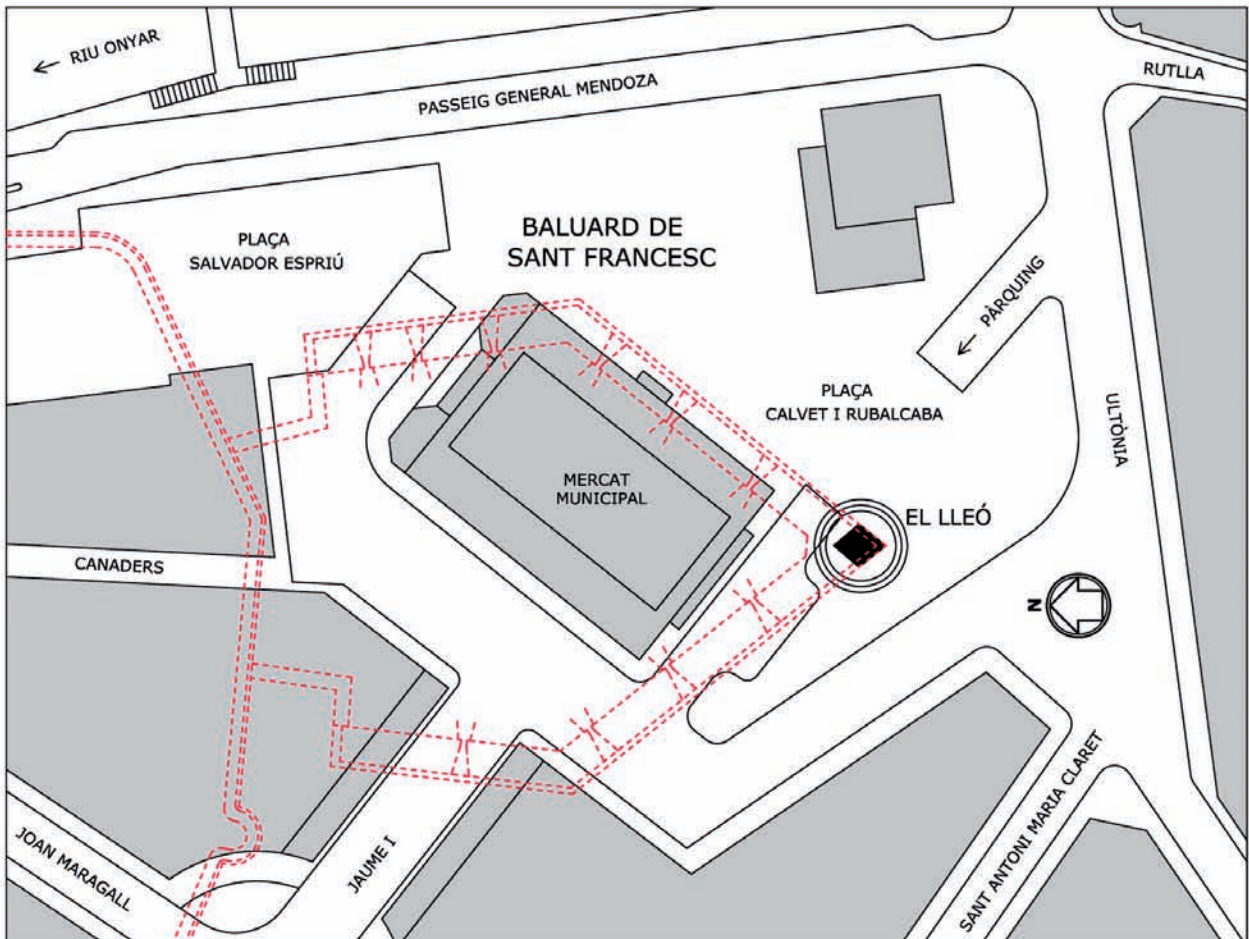 RIU ONYAR
PASSEIG GENERAL MENDOZA
RUTLLA
PLAÇA
SALVADOR ESPRIÚ
BALUARD DE
SANT FRANCESC
PÀRQUING
PLAÇA
CALVET I RUBALCABA
ULTÒNIA
MERCAT
MUNICIPAL
EL LLEÓ
CANADERS
N
JOAN MARAGALL
JAUME I
SANT ANTONI MARIA CLARET